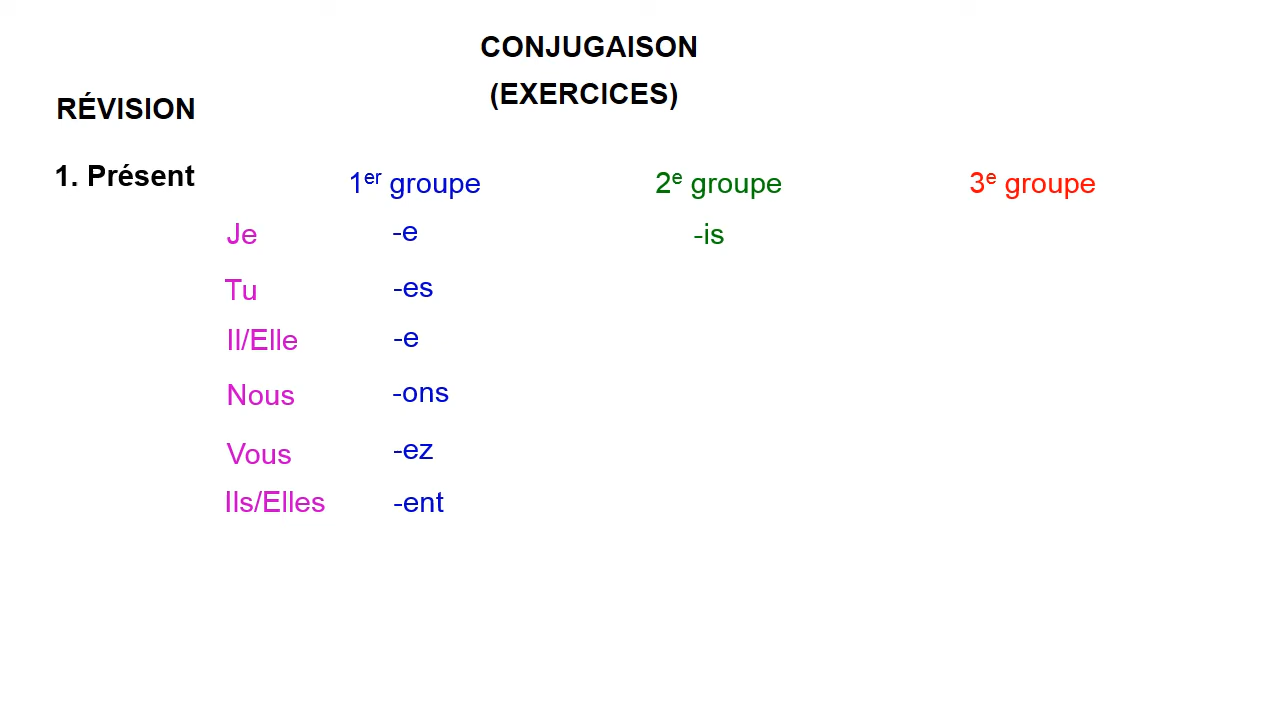 CONJUGAISON
(EXERCICES)
RÉVISION
1. Présent 1er groupe 2e groupe 3e groupe
Je -e -is
Tu -es
Il/Elle -e
Nous -ons
Vous -ez
Ils/Elles -ent